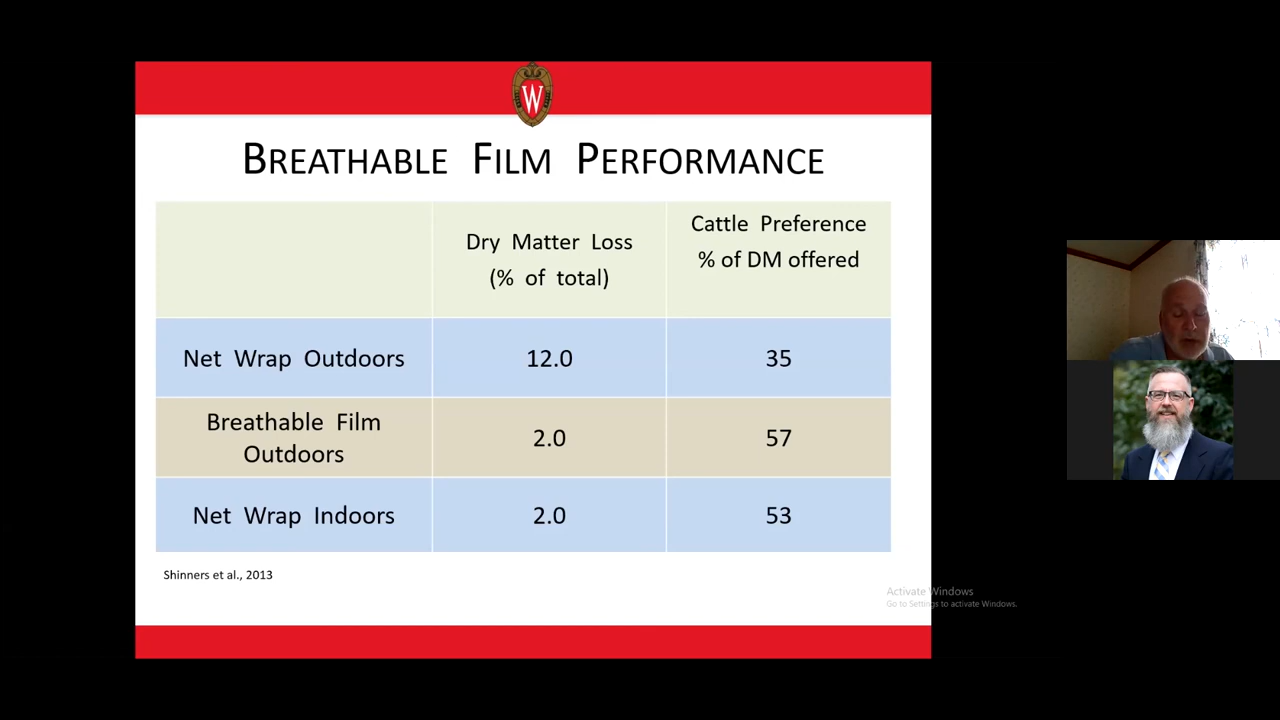 W
BREATHABLE FILM PERFORMANCE
Dry Matter Loss
(% of total)
Cattle Preference
% of DM offered
Net Wrap Outdoors
12.0
35
Breathable Film
Outdoors
2.0
57
Net Wrap Indoors
2.0
53
Shinners et al., 2013
Activate Windows
Go to Settings to activate Windows.